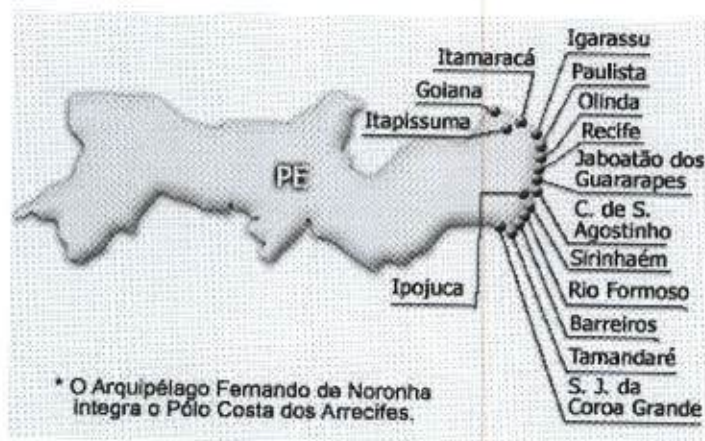 Igarassu
Itamaracá
Paulista
Goiana
Olinda
Itapissuma
Recife
Jaboatão dos
Guararapes
PE
C. de S.
Agostinho
Sirinhaém
Ipojuca
Rio Formoso
Barreiros
Tamandaré
S. J. da
Coroa Grande
* O Arquipélago Fernando de Noronha
integra o Pólo Costa dos Arrecifes.